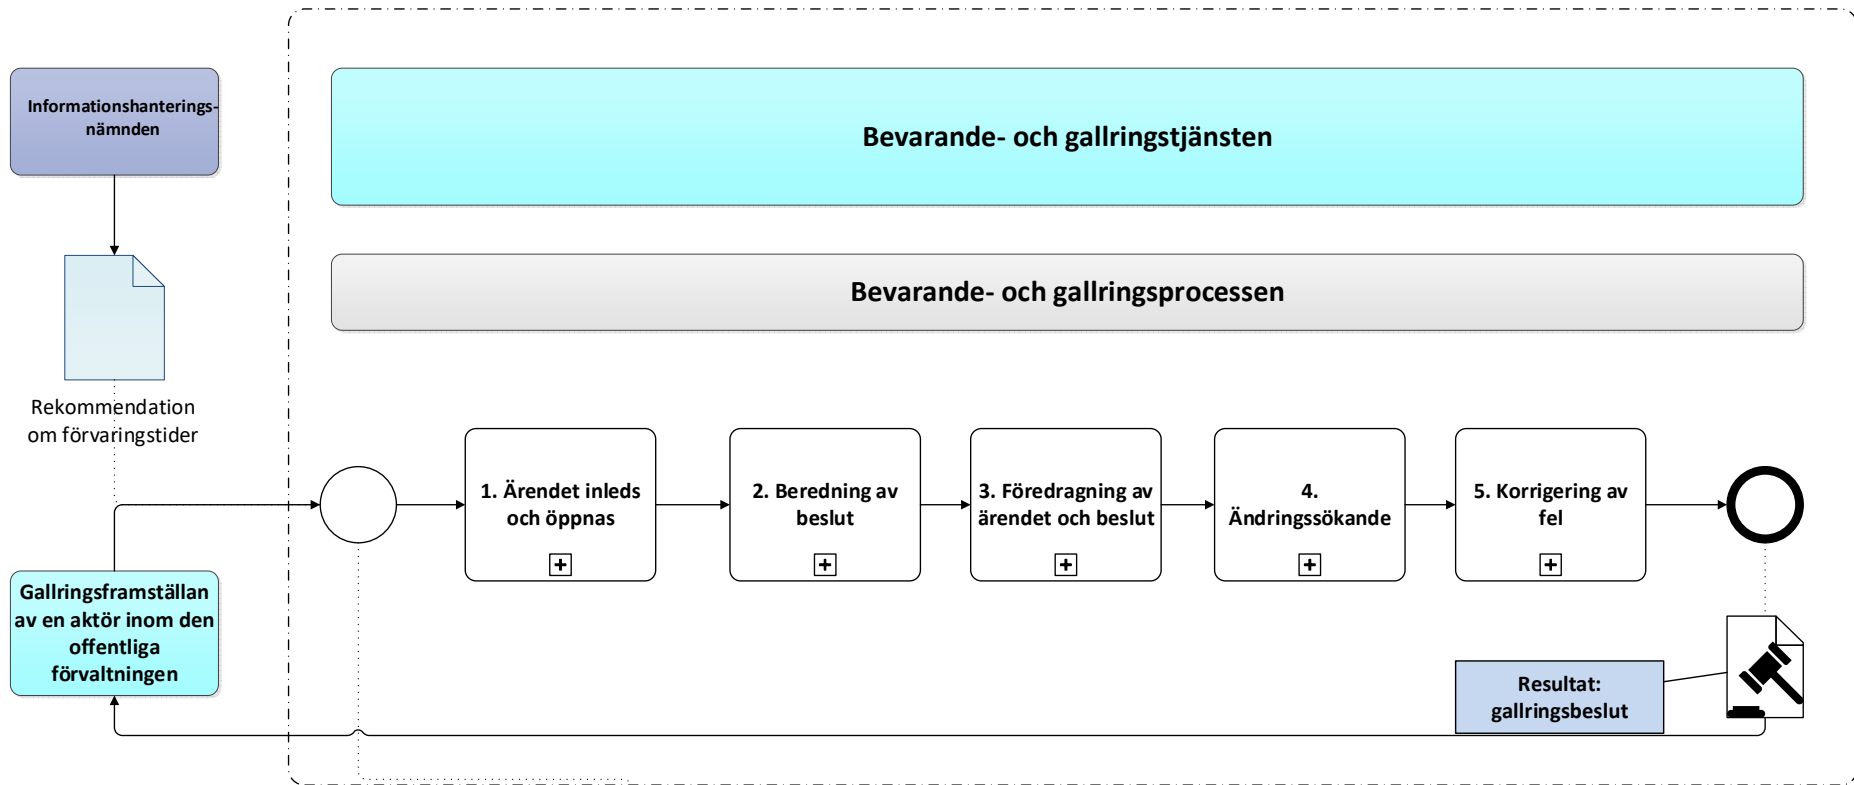 Informationshanterings-
nämnden
Bevarande- och gallringstjänsten
Bevarande- och gallringsprocessen
Rekommendation
om förvaringstider
1. Ärendet inleds
och öppnas
2. Beredning av
beslut
3. Föredragning av
ärendet och beslut
4.
Ändringssökande
5. Korrigering av
fel
Gallringsframställan
av en aktör inom den
offentliga
förvaltningen
Resultat:
gallringsbeslut